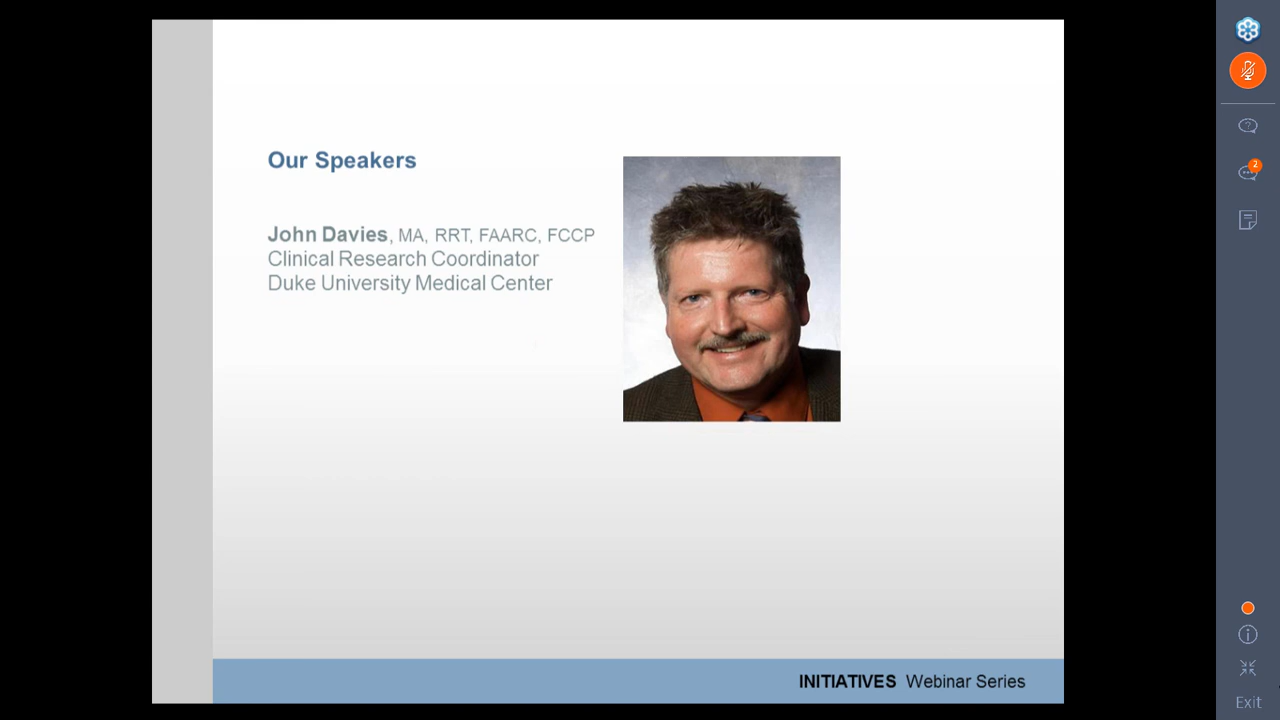 Our Speakers
John Davies, MA, RRT, FAARC, FCCP
Clinical Research Coordinator
Duke University Medical Center
INITIATIVES Webinar Series
2
Exit